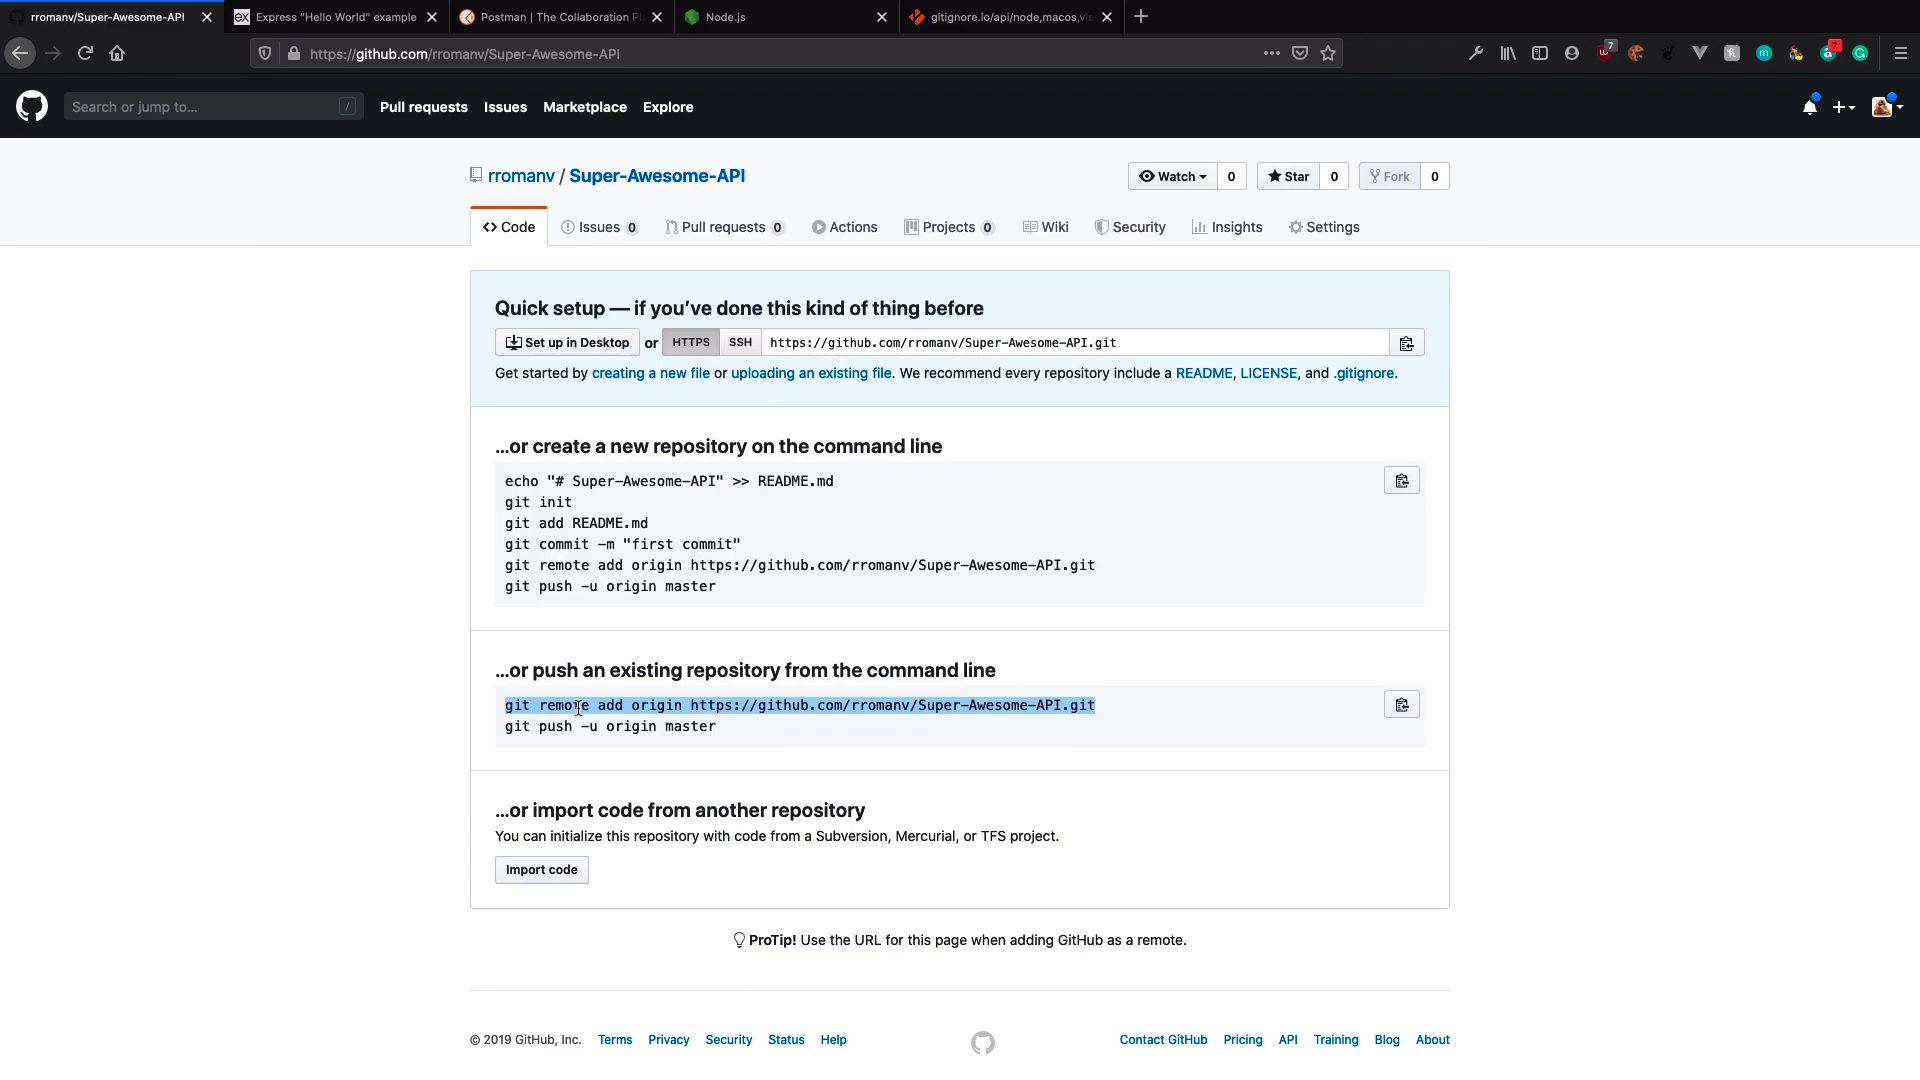 rromanv/Super-Awesome-API
Express "Hello World" example
Postman | The Collaboration Pl
Node.js
gitignore.io/api/node,macos,vi
https://github.com/rromanv/Super-Awesome-API
7
7
Search or jump to... /
Pull requests Issues Marketplace Explore
rromanv / Super-Awesome-API
Watch 0 Star 0 Fork 0
Code Issues 0 Pull requests 0 Actions Projects 0 Wiki Security Insights Settings
Quick setup — if you've done this kind of thing before
Set up in Desktop or HTTPS SSH https://github.com/rromanv/Super-Awesome-API.git
Get started by creating a new file or uploading an existing file. We recommend every repository include a README, LICENSE, and .gitignore.
…or create a new repository on the command line
echo "# Super-Awesome-API" >> README.md
git init
git add README.md
git commit -m "first commit"
git remote add origin https://github.com/rromanv/Super-Awesome-API.git
git push -u origin master
…or push an existing repository from the command line
git remote add origin https://github.com/rromanv/Super-Awesome-API.git
git push -u origin master
…or import code from another repository
You can initialize this repository with code from a Subversion, Mercurial, or TFS project.
Import code
ProTip! Use the URL for this page when adding GitHub as a remote.
© 2019 GitHub, Inc. Terms Privacy Security Status Help Contact GitHub Pricing API Training Blog About